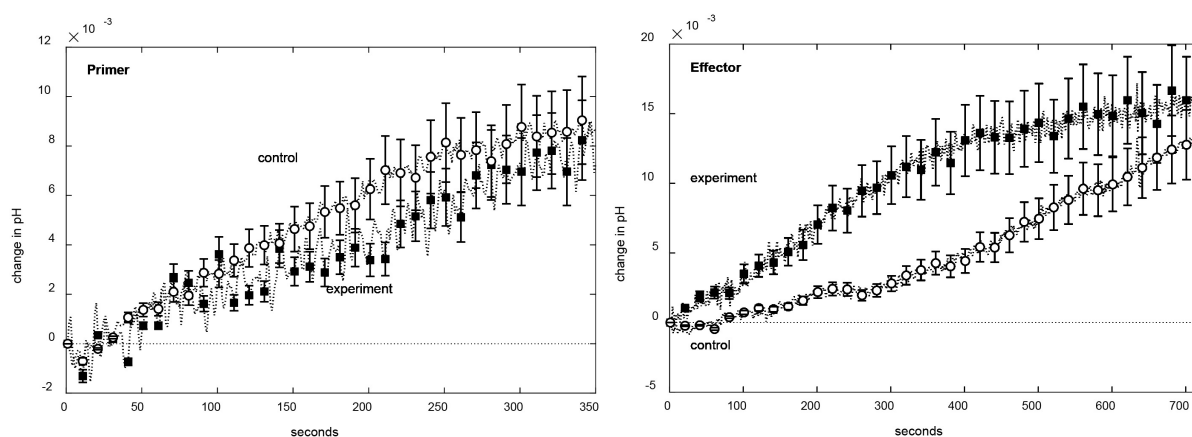 × 10 -3
12
10
8
6
4
2
0
-2
change in pH
Primer
control
experiment
0 50 100 150 200 250 300 350
seconds
× 10 -3
20
15
10
5
0
-5
change in pH
Effector
experiment
control
0 100 200 300 400 500 600 700
seconds